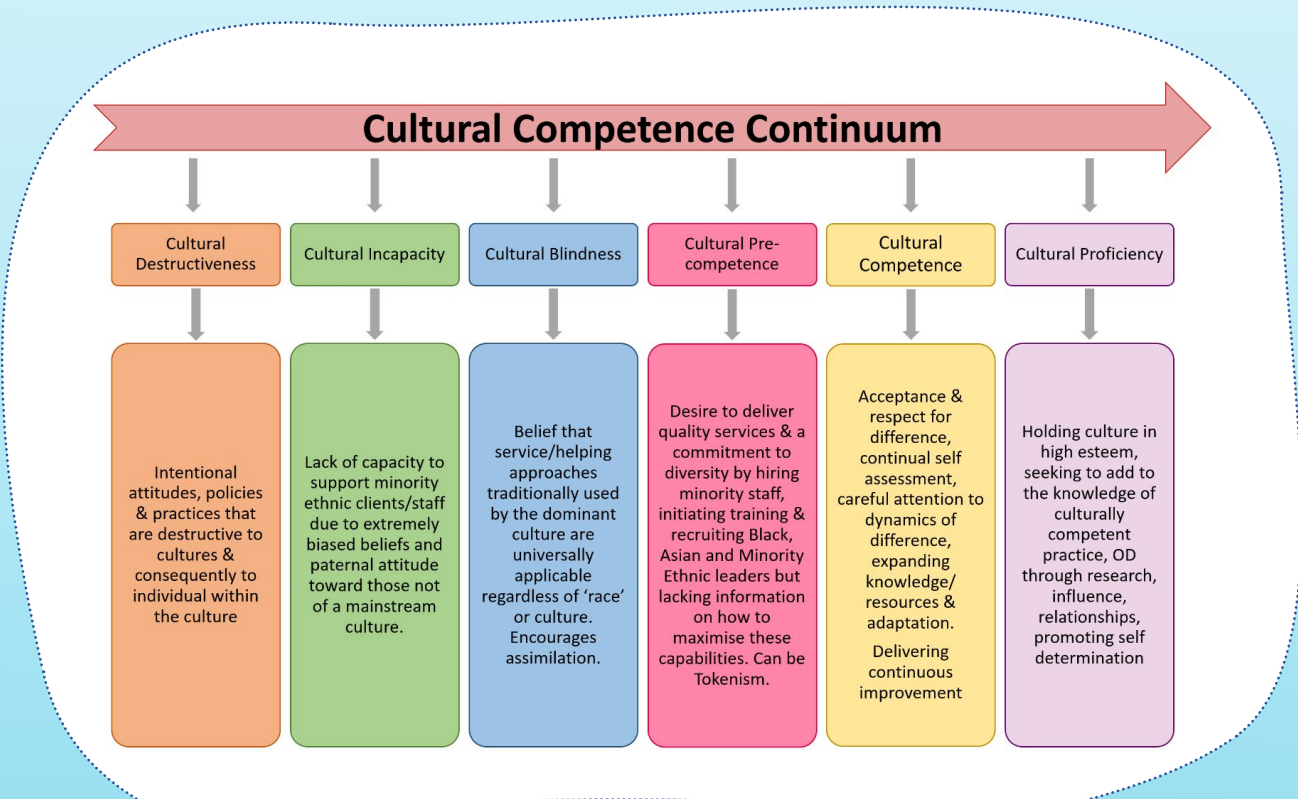 Cultural Competence Continuum
Cultural
Destructiveness
Cultural Incapacity
Cultural Blindness
Cultural Pre-
competence
Cultural
Competence
Cultural Proficiency
Intentional
attitudes, policies
& practices that
are destructive to
cultures &
consequently to
individual within
the culture
Lack of capacity to
support minority
ethnic clients/staff
due to extremely
biased beliefs and
paternal attitude
toward those not
of a mainstream
culture.
Belief that
service/helping
approaches
traditionally used
by the dominant
culture are
universally
applicable
regardless of ‘race’
or culture.
Encourages
assimilation.
Desire to deliver
quality services & a
commitment to
diversity by hiring
minority staff,
initiating training &
recruiting Black,
Asian and Minority
Ethnic leaders but
lacking information
on how to
maximise these
capabilities. Can be
Tokenism.
Acceptance &
respect for
difference,
continual self
assessment,
careful attention to
dynamics of
difference,
expanding
knowledge/
resources &
adaptation.
Delivering
continuous
improvement
Holding culture in
high esteem,
seeking to add to
the knowledge of
culturally
competent
practice, OD
through research,
influence,
relationships,
promoting self
determination